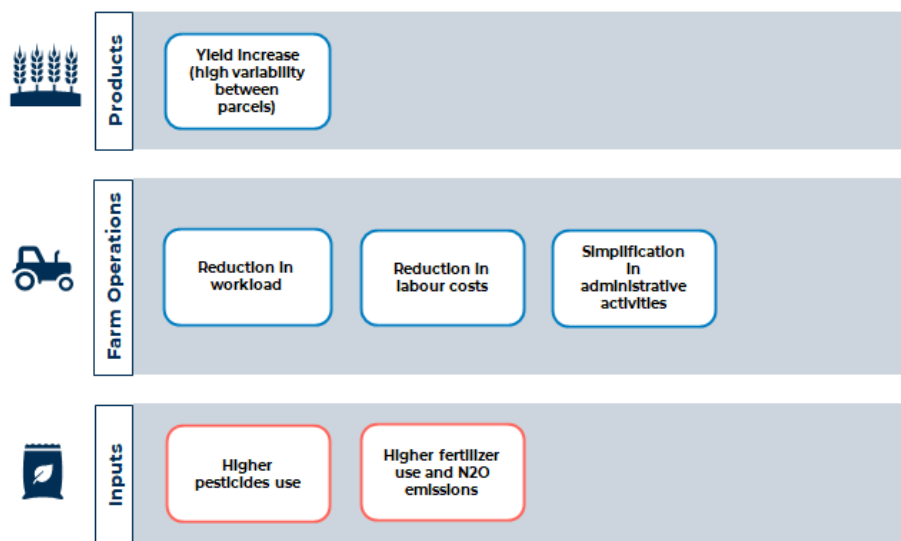 Products
Yield increase
(high variability
between
parcels)
Farm Operations
Reduction in
workload
Reduction in
labour costs
Simplification
in
administrative
activities
Inputs
Higher
pesticides use
Higher fertilizer
use and N2O
emissions